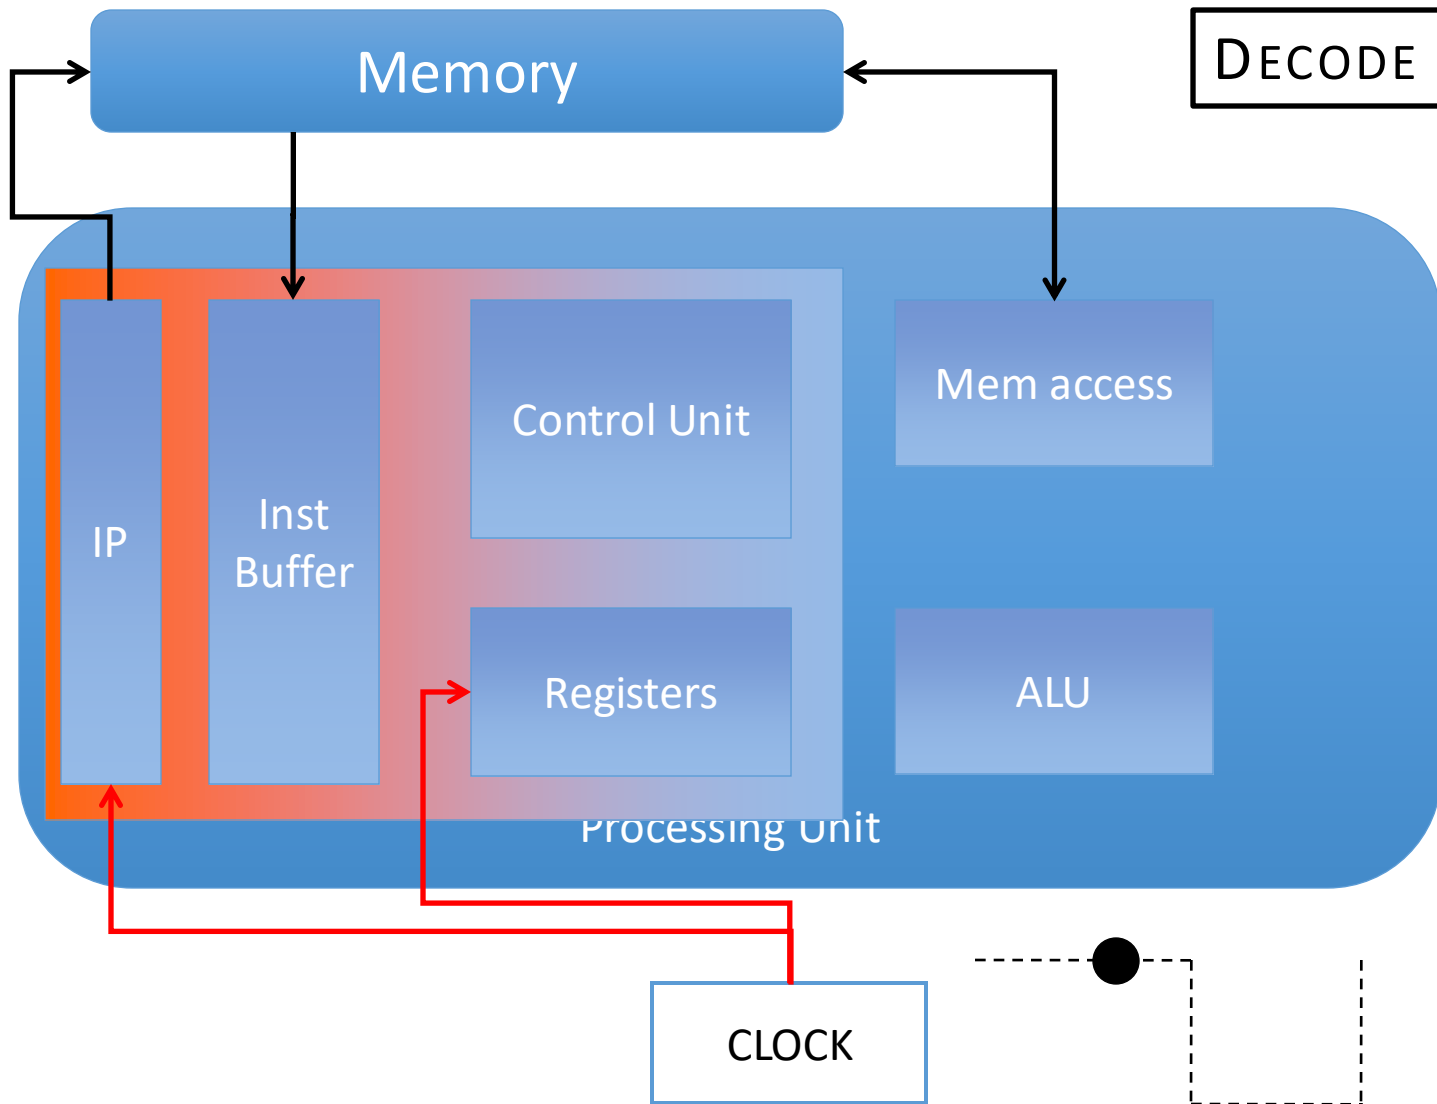 Memory
DECODE
Control Unit
Mem access
Inst
Buffer
IP
Registers
ALU
Processing Unit
CLOCK